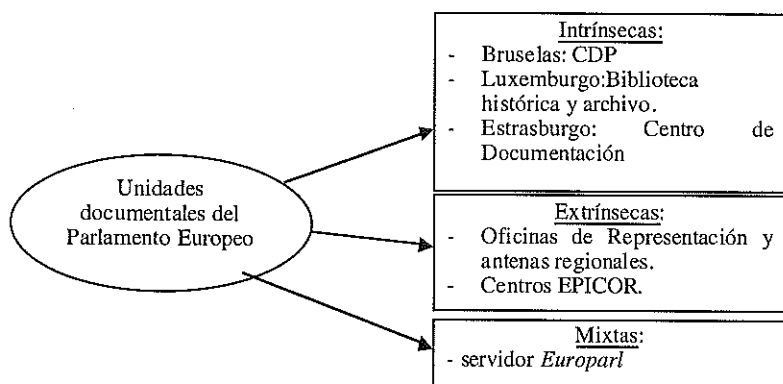 Unidades
documentales del
Parlamento Europeo
Intrínsecas:
- Bruselas: CDP
- Luxemburgo:Biblioteca
histórica y archivo.
- Estrasburgo: Centro de
Documentación
Extrínsecas:
- Oficinas de Representación y
antenas regionales.
- Centros EPICOR.
Mixtas:
- servidor Europarl